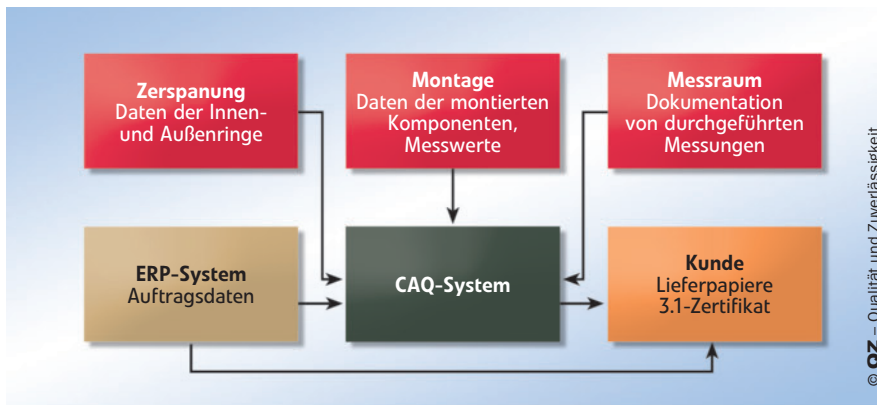 Zerspanung
Daten der Innen-
und Außenringe
Montage
Daten der montierten
Komponenten,
Messwerte
Messraum
Dokumentation
von durchgeführten
Messungen
ERP-System
Auftragsdaten
CAQ-System
Kunde
Lieferpapiere
3.1-Zertifikat
© QZ – Qualität und Zuverlässigkeit